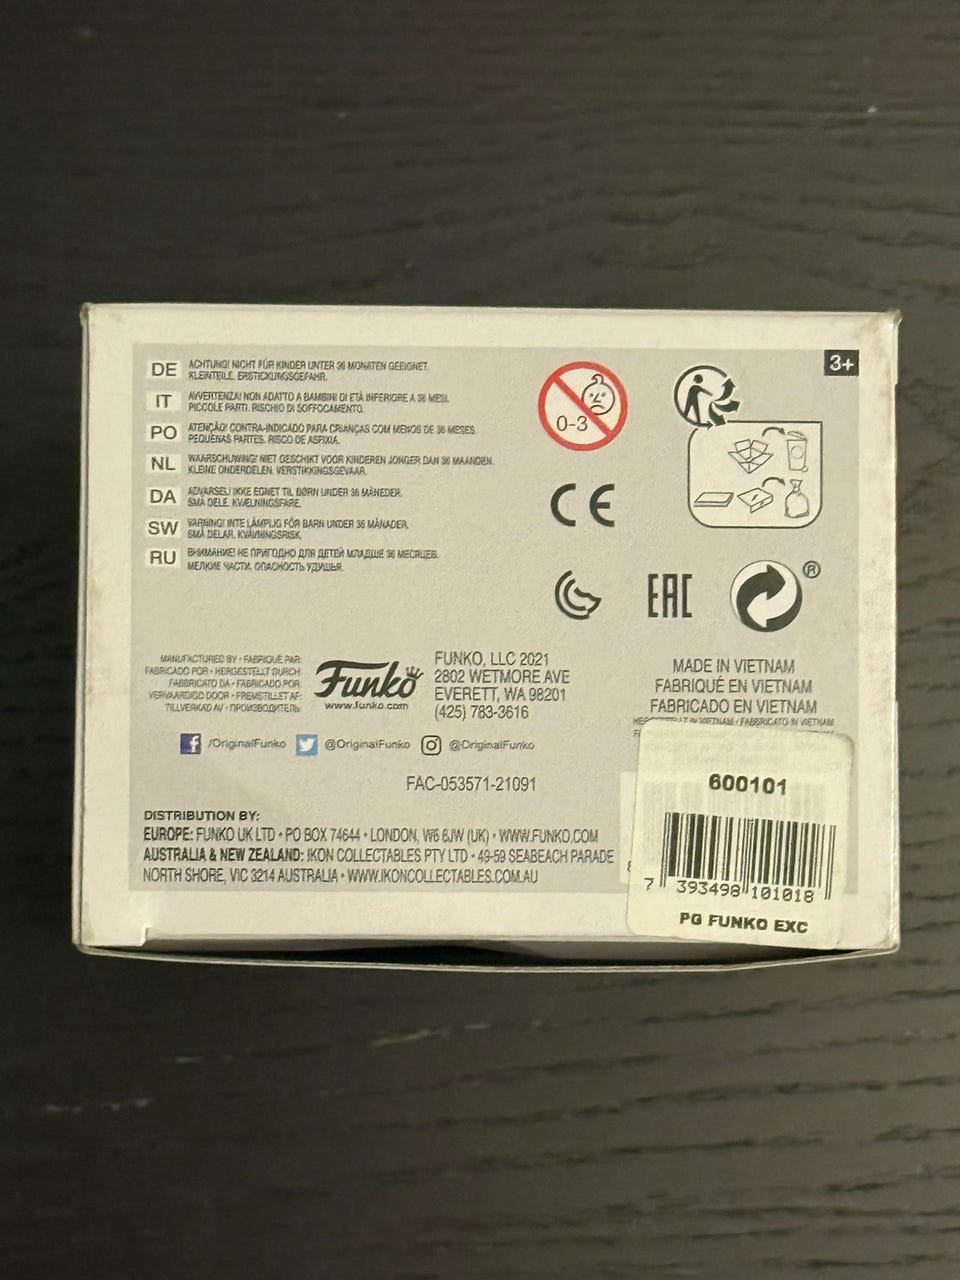 3+
DE ACHTUNG! NICHT FÜR KINDER UNTER 36 MONATEN GEEIGNET.
KLEINTEILE. ERSTICKUNGSGEFAHR.
IT AVVERTENZA! NON ADATTO A BAMBINI DI ETÀ INFERIORE A 36 MESI.
PICCOLE PARTI. RISCHIO DI SOFFOCAMENTO.
PO ATENÇÃO! CONTRA-INDICADO PARA CRIANÇAS COM MENOS DE 36 MESES.
PEQUENAS PARTES. RISCO DE ASFIXIA.
NL WAARSCHUWING! NIET GESCHIKT VOOR KINDEREN JONGER DAN 36 MAANDEN.
KLEINE ONDERDELEN. VERSTIKKINGSGEVAAR.
DA ADVARSEL! IKKE EGNET TIL BØRN UNDER 36 MÅNEDER.
SMÅ DELE. KVÆLNINGSFARE.
SW VARNING! INTE LÄMPLIG FÖR BARN UNDER 36 MÅNADER.
SMÅ DELAR. KVÄVNINGSRISK.
RU ВНИМАНИЕ! НЕ ПРИГОДНО ДЛЯ ДЕТЕЙ МЛАДШЕ 36 МЕСЯЦЕВ.
МЕЛКИЕ ЧАСТИ. ОПАСНОСТЬ УДУШЬЯ.
0-3
CE
EAC
®
MANUFACTURED BY • FABRIQUÉ PAR:
FABRICADO POR • HERGESTELLT DURCH:
FABBRICATO DA • FABRICADO POR:
VERVAARDIGD DOOR • FREMSTILLET AF:
TILLVERKAD AV • ПРОИЗВОДИТЕЛЬ:
Funko
www.funko.com
FUNKO, LLC 2021
2802 WETMORE AVE
EVERETT, WA 98201
(425) 783-3616
MADE IN VIETNAM
FABRIQUÉ EN VIETNAM
FABRICADO EN VIETNAM
HERGESTELLT IN VIETNAM • FABBRICATO IN VIETNAM
/OriginalFunko @OriginalFunko @OriginalFunko
FAC-053571-21091
DISTRIBUTION BY:
EUROPE: FUNKO UK LTD • PO BOX 74644 • LONDON, W6 6JW (UK) • WWW.FUNKO.COM
AUSTRALIA & NEW ZEALAND: IKON COLLECTABLES PTY LTD • 49-59 SEABEACH PARADE
NORTH SHORE, VIC 3214 AUSTRALIA • WWW.IKONCOLLECTABLES.COM.AU
600101
7 393498 101018
PG FUNKO EXC